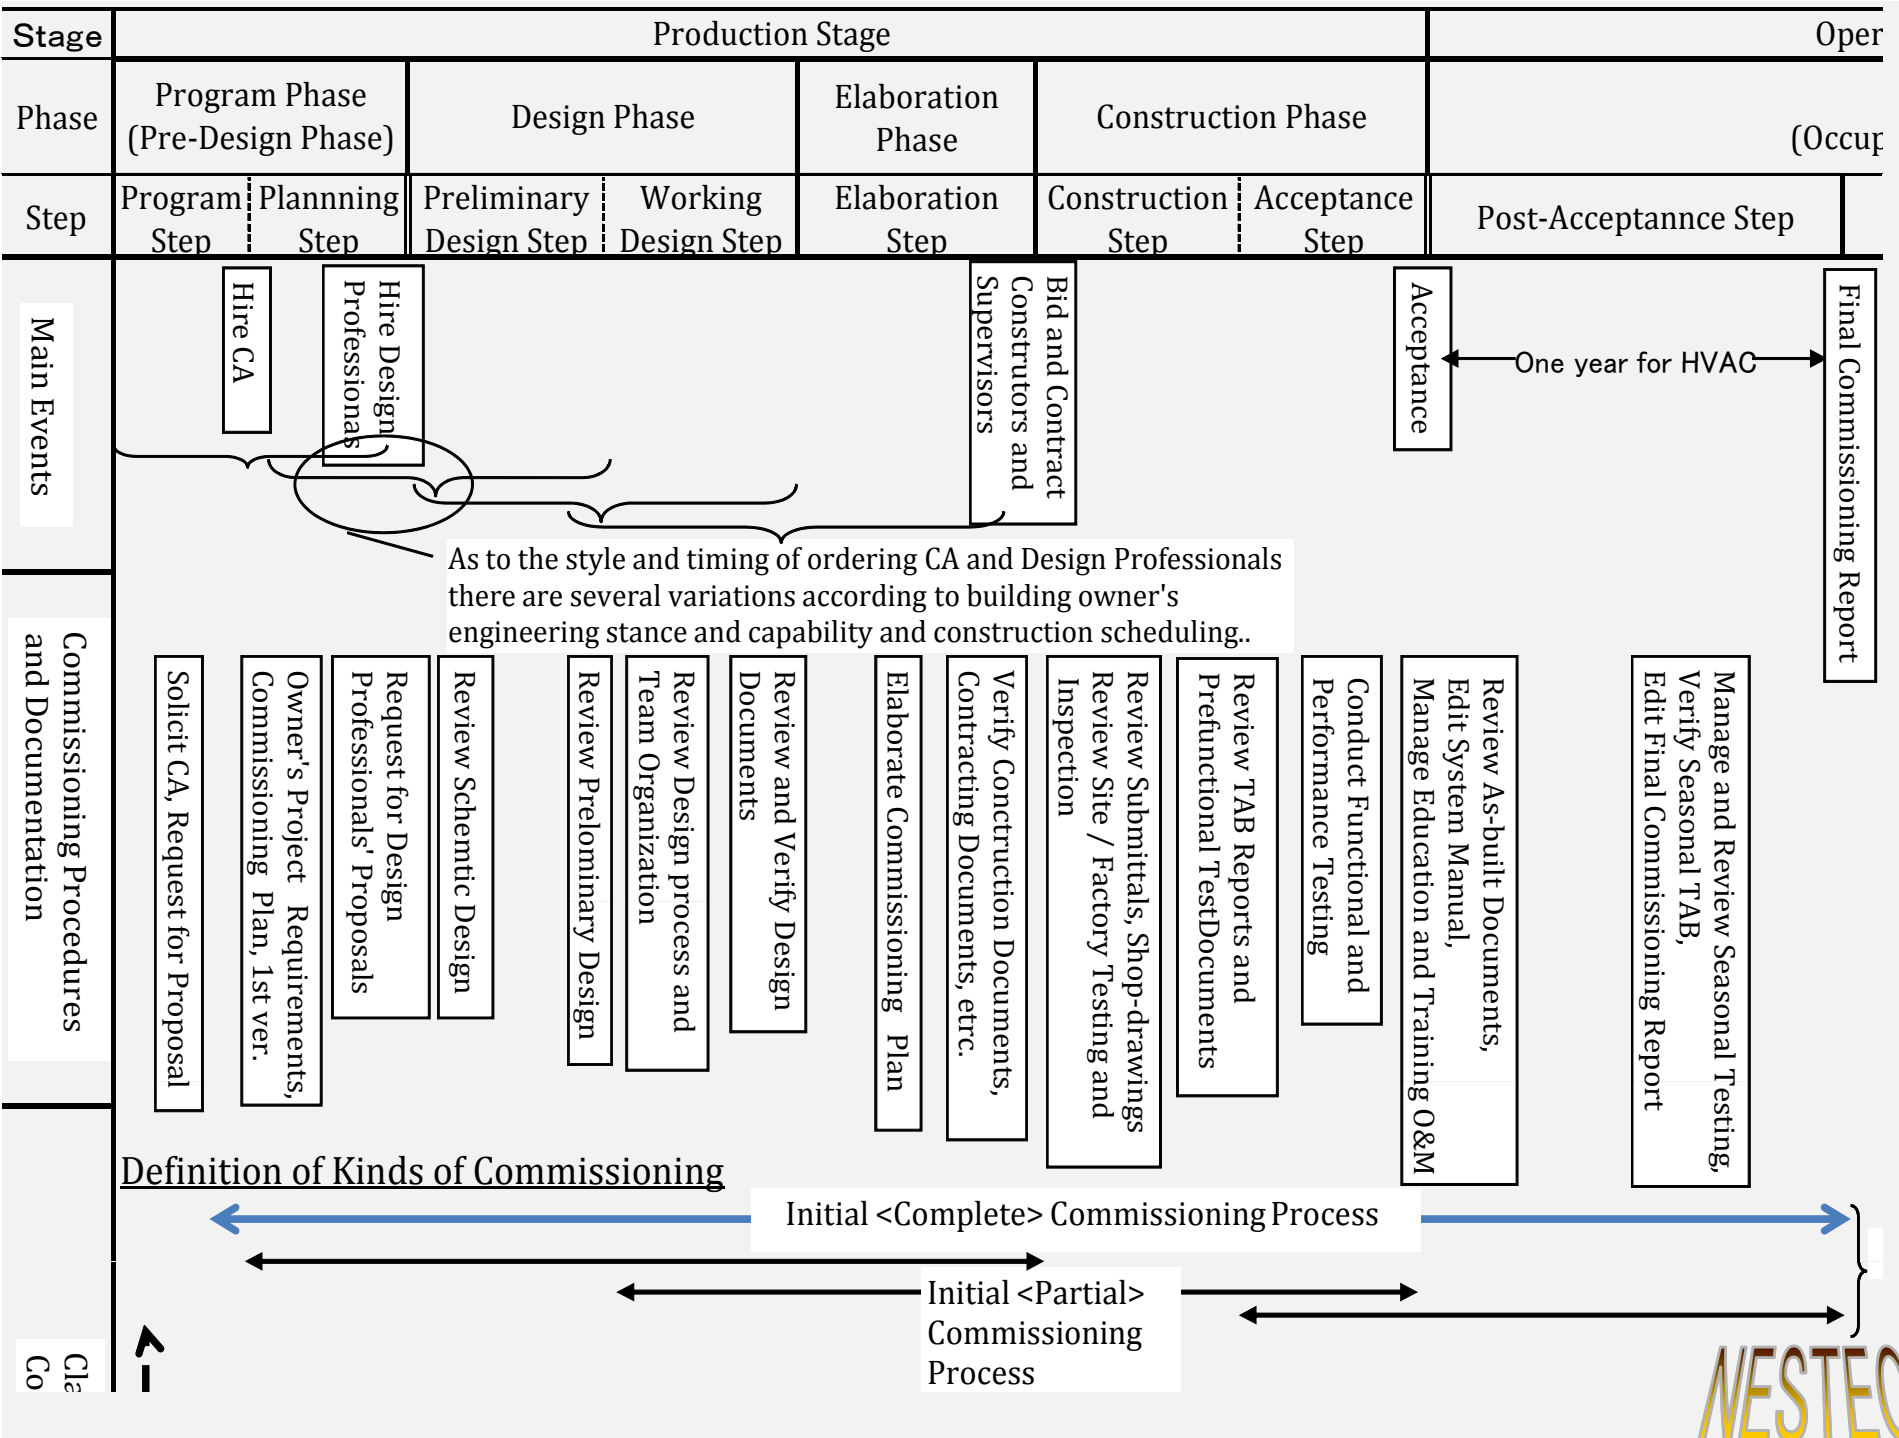 Stage
Production Stage
Oper
Phase
Program Phase
(Pre-Design Phase)
Design Phase
Elaboration
Phase
Construction Phase
(Occup
Step
Program
Step
Plannning
Step
Preliminary
Design Step
Working
Design Step
Elaboration
Step
Construction
Step
Acceptance
Step
Post-Acceptannce Step
Main Events
Hire CA
Hire Design
Professionas
Bid and Contract
Construtors and
Supervisors
Acceptance
One year for HVAC
Final Commissioning Report
As to the style and timing of ordering CA and Design Professionals
there are several variations according to building owner's
engineering stance and capability and construction scheduling..
Commissioning Procedures
and Documentation
Solicit CA, Request for Proposal
Owner's Project Requirements,
Commissioning Plan, 1st ver.
Request for Design
Professionals' Proposals
Review Schemtic Design
Review Prelominary Design
Review Design process and
Team Organization
Review and Verify Design
Documents
Elaborate Commissioning Plan
Verify Conctruction Documents,
Contracting Documents, etrc.
Review Submittals, Shop-drawings
Review Site / Factory Testing and
Inspection
Review TAB Reports and
Prefunctional TestDocuments
Conduct Functional and
Performance Testing
Review As-built Documents,
Edit System Manual,
Manage Education and Training O&M
Manage and Review Seasonal Testing,
Verify Seasonal TAB,
Edit Final Commissioning Report
Definition of Kinds of Commissioning
Initial <Complete> Commissioning Process
Initial <Partial>
Commissioning
Process
Cla
Co
NESTEC